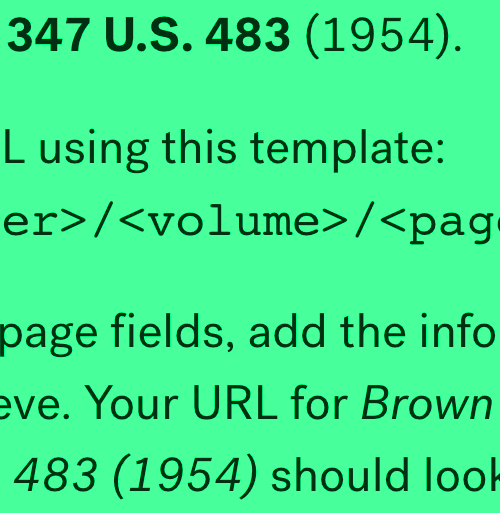 347 U.S. 483 (1954).
L using this template:
er>/<volume>/<pag
page fields, add the info
eve. Your URL for Brown
483 (1954) should look